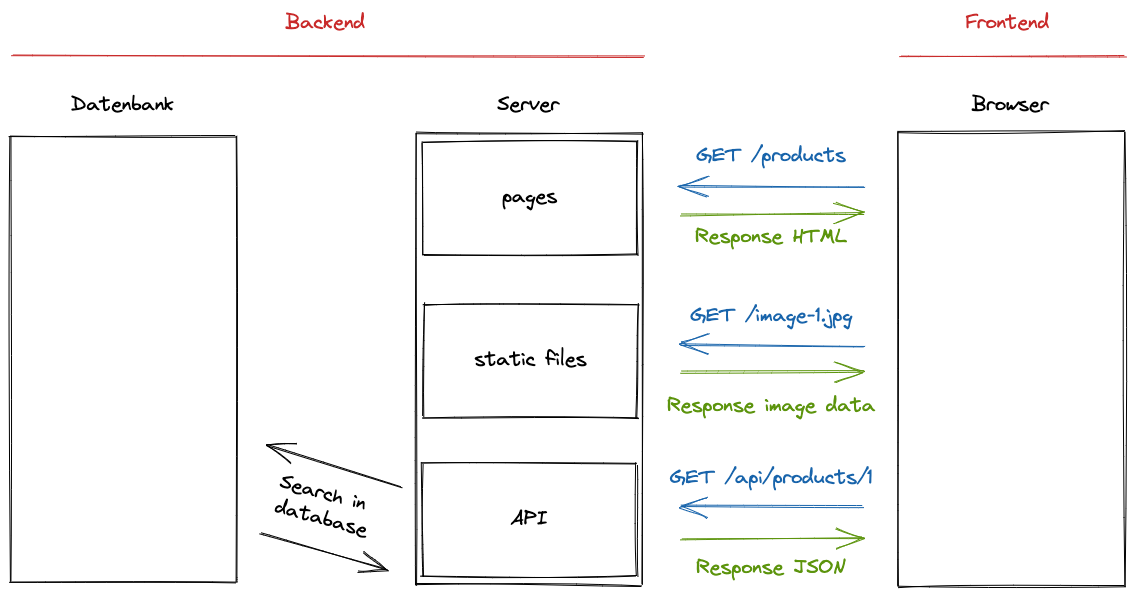 Backend
Frontend
Datenbank
Server
Browser
pages
GET /products
Response HTML
static files
GET /image-1.jpg
Response image data
Search in
database
API
GET /api/products/1
Response JSON